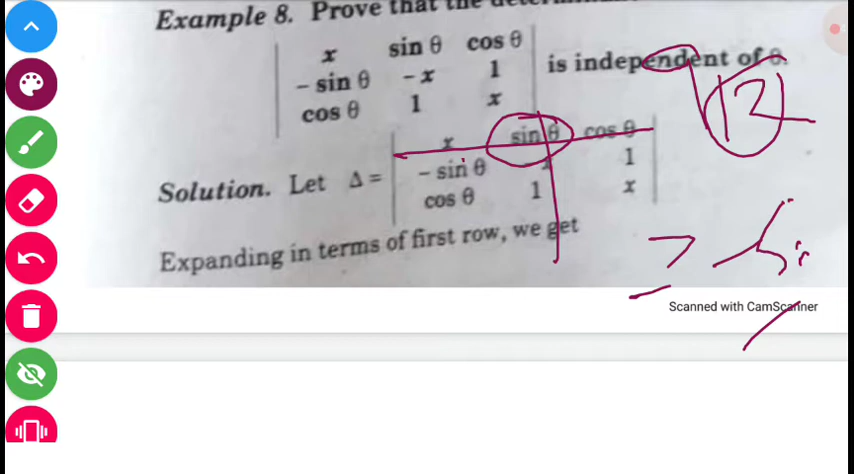 Example 8. Prove that the
x sin θ cos θ
– sin θ – x 1 is independent of θ.
cos θ 1 x
12
x sin θ cos θ
Solution. Let Δ = – sin θ 1
cos θ 1 x
Expanding in terms of first row, we get
Scanned with CamScanner